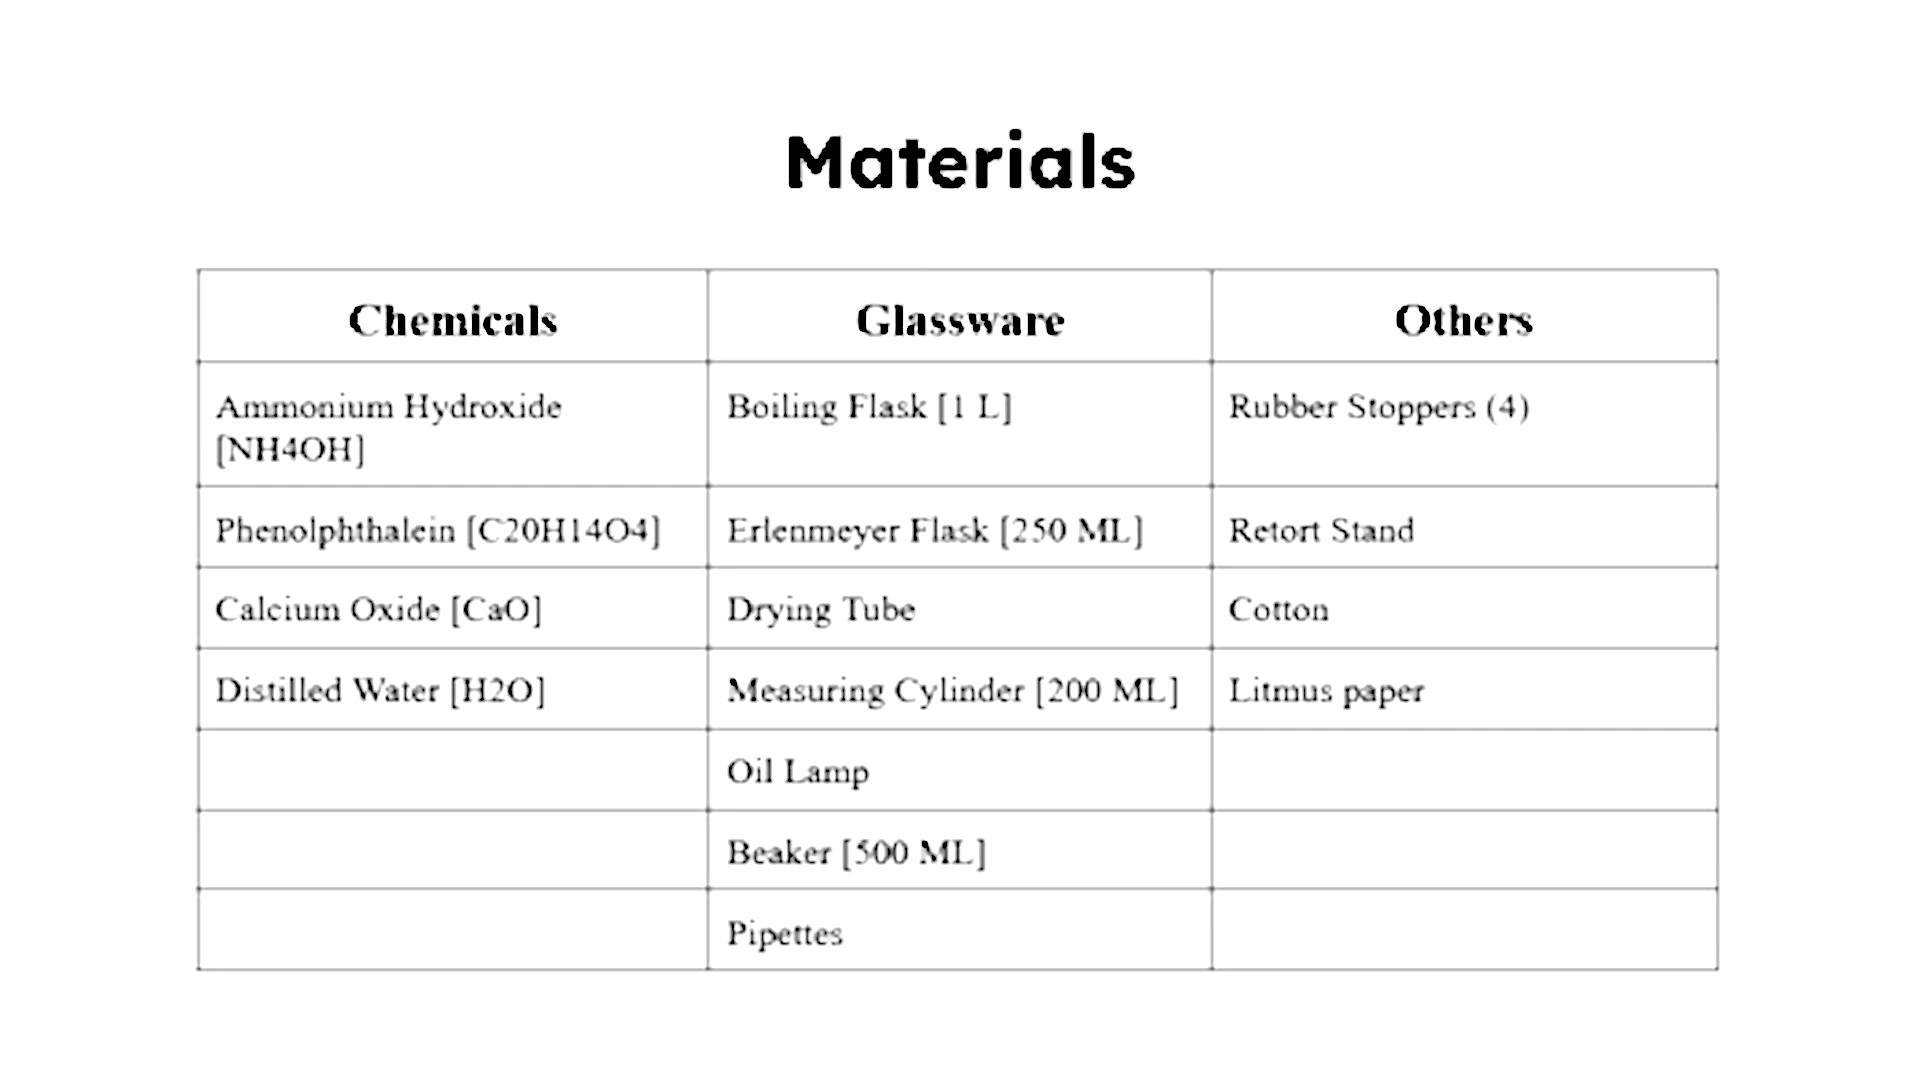 Materials
Chemicals Glassware Others
Ammonium Hydroxide [NH4OH] Boiling Flask [1 L] Rubber Stoppers (4)
Phenolphthalein [C20H14O4] Erlenmeyer Flask [250 ML] Retort Stand
Calcium Oxide [CaO] Drying Tube Cotton
Distilled Water [H2O] Measuring Cylinder [200 ML] Litmus paper
Oil Lamp
Beaker [500 ML]
Pipettes